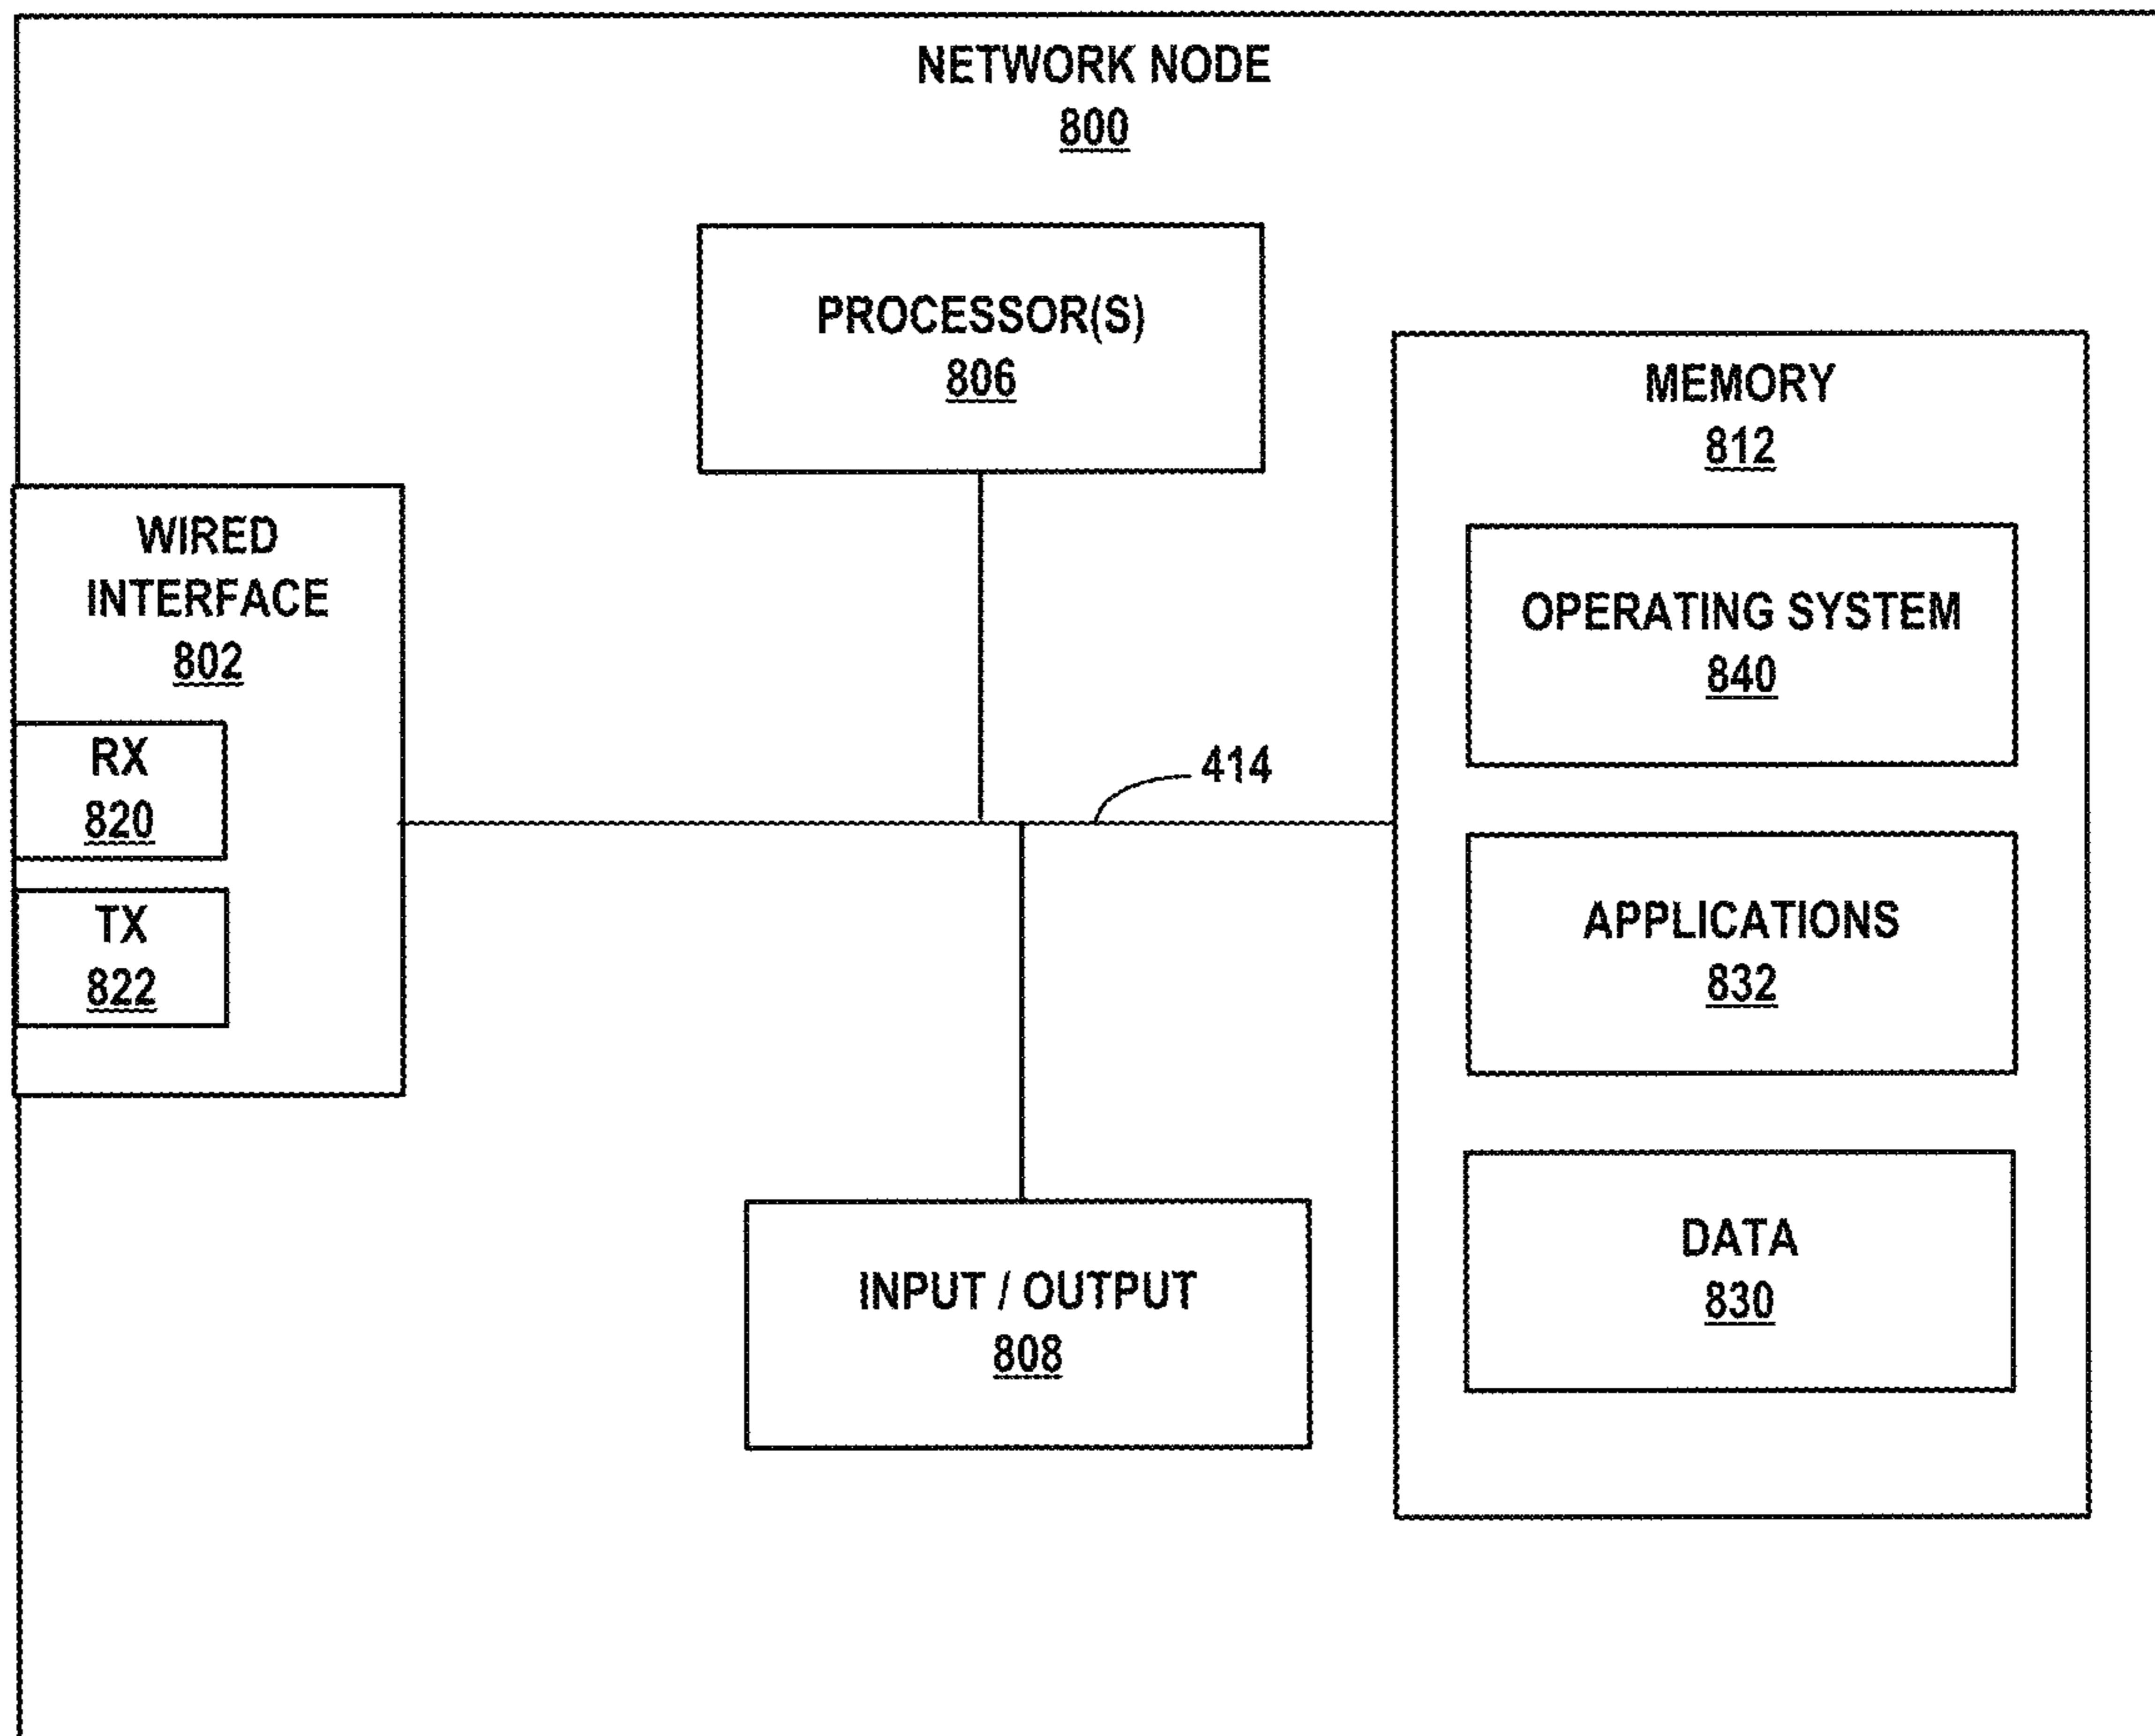 NETWORK NODE
800
PROCESSOR(S)
806
MEMORY
812
WIRED
INTERFACE
802
OPERATING SYSTEM
840
RX
820
414
TX
822
APPLICATIONS
832
DATA
830
INPUT / OUTPUT
808